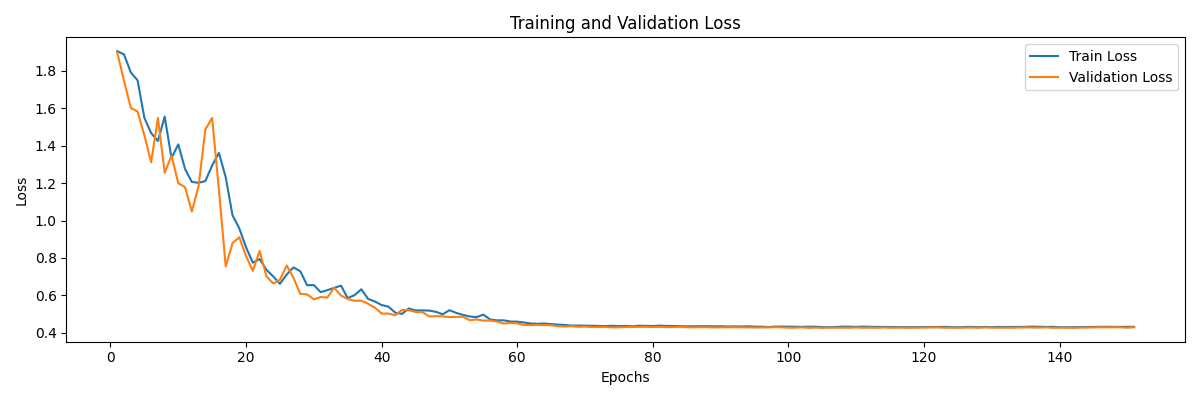 Training and Validation Loss
Train Loss
Validation Loss
Loss
1.8
1.6
1.4
1.2
1.0
0.8
0.6
0.4
0 20 40 60 80 100 120 140
Epochs